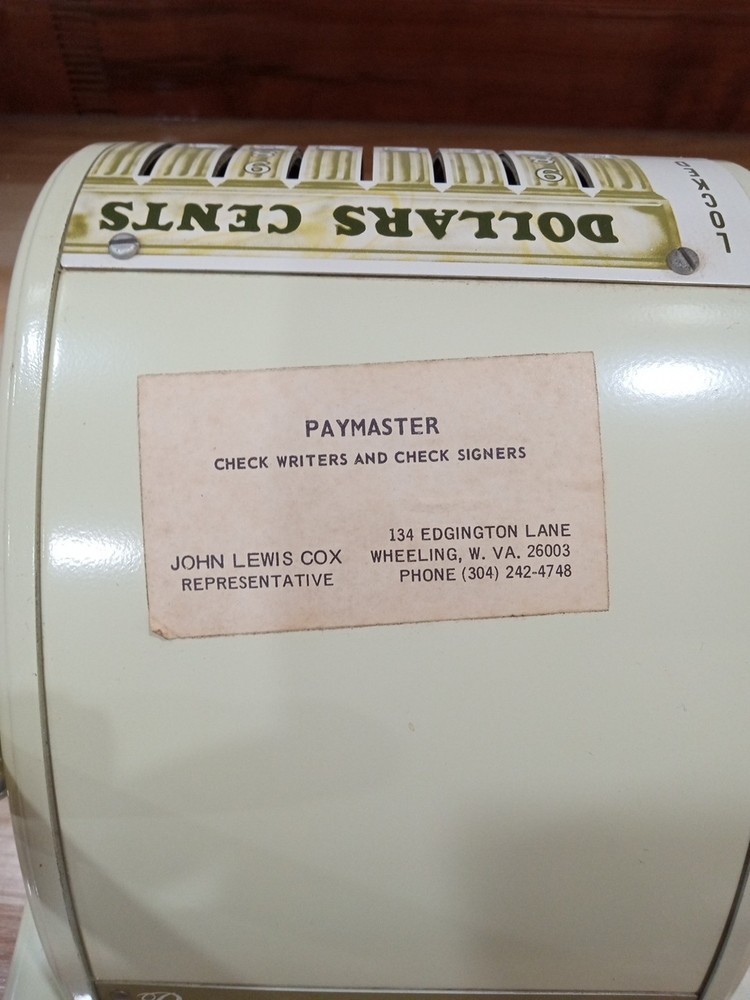 DOLLARS CENTS
LOCKED
PAYMASTER
CHECK WRITERS AND CHECK SIGNERS
JOHN LEWIS COX
REPRESENTATIVE
134 EDGINGTON LANE
WHEELING, W. VA. 26003
PHONE (304) 242-4748